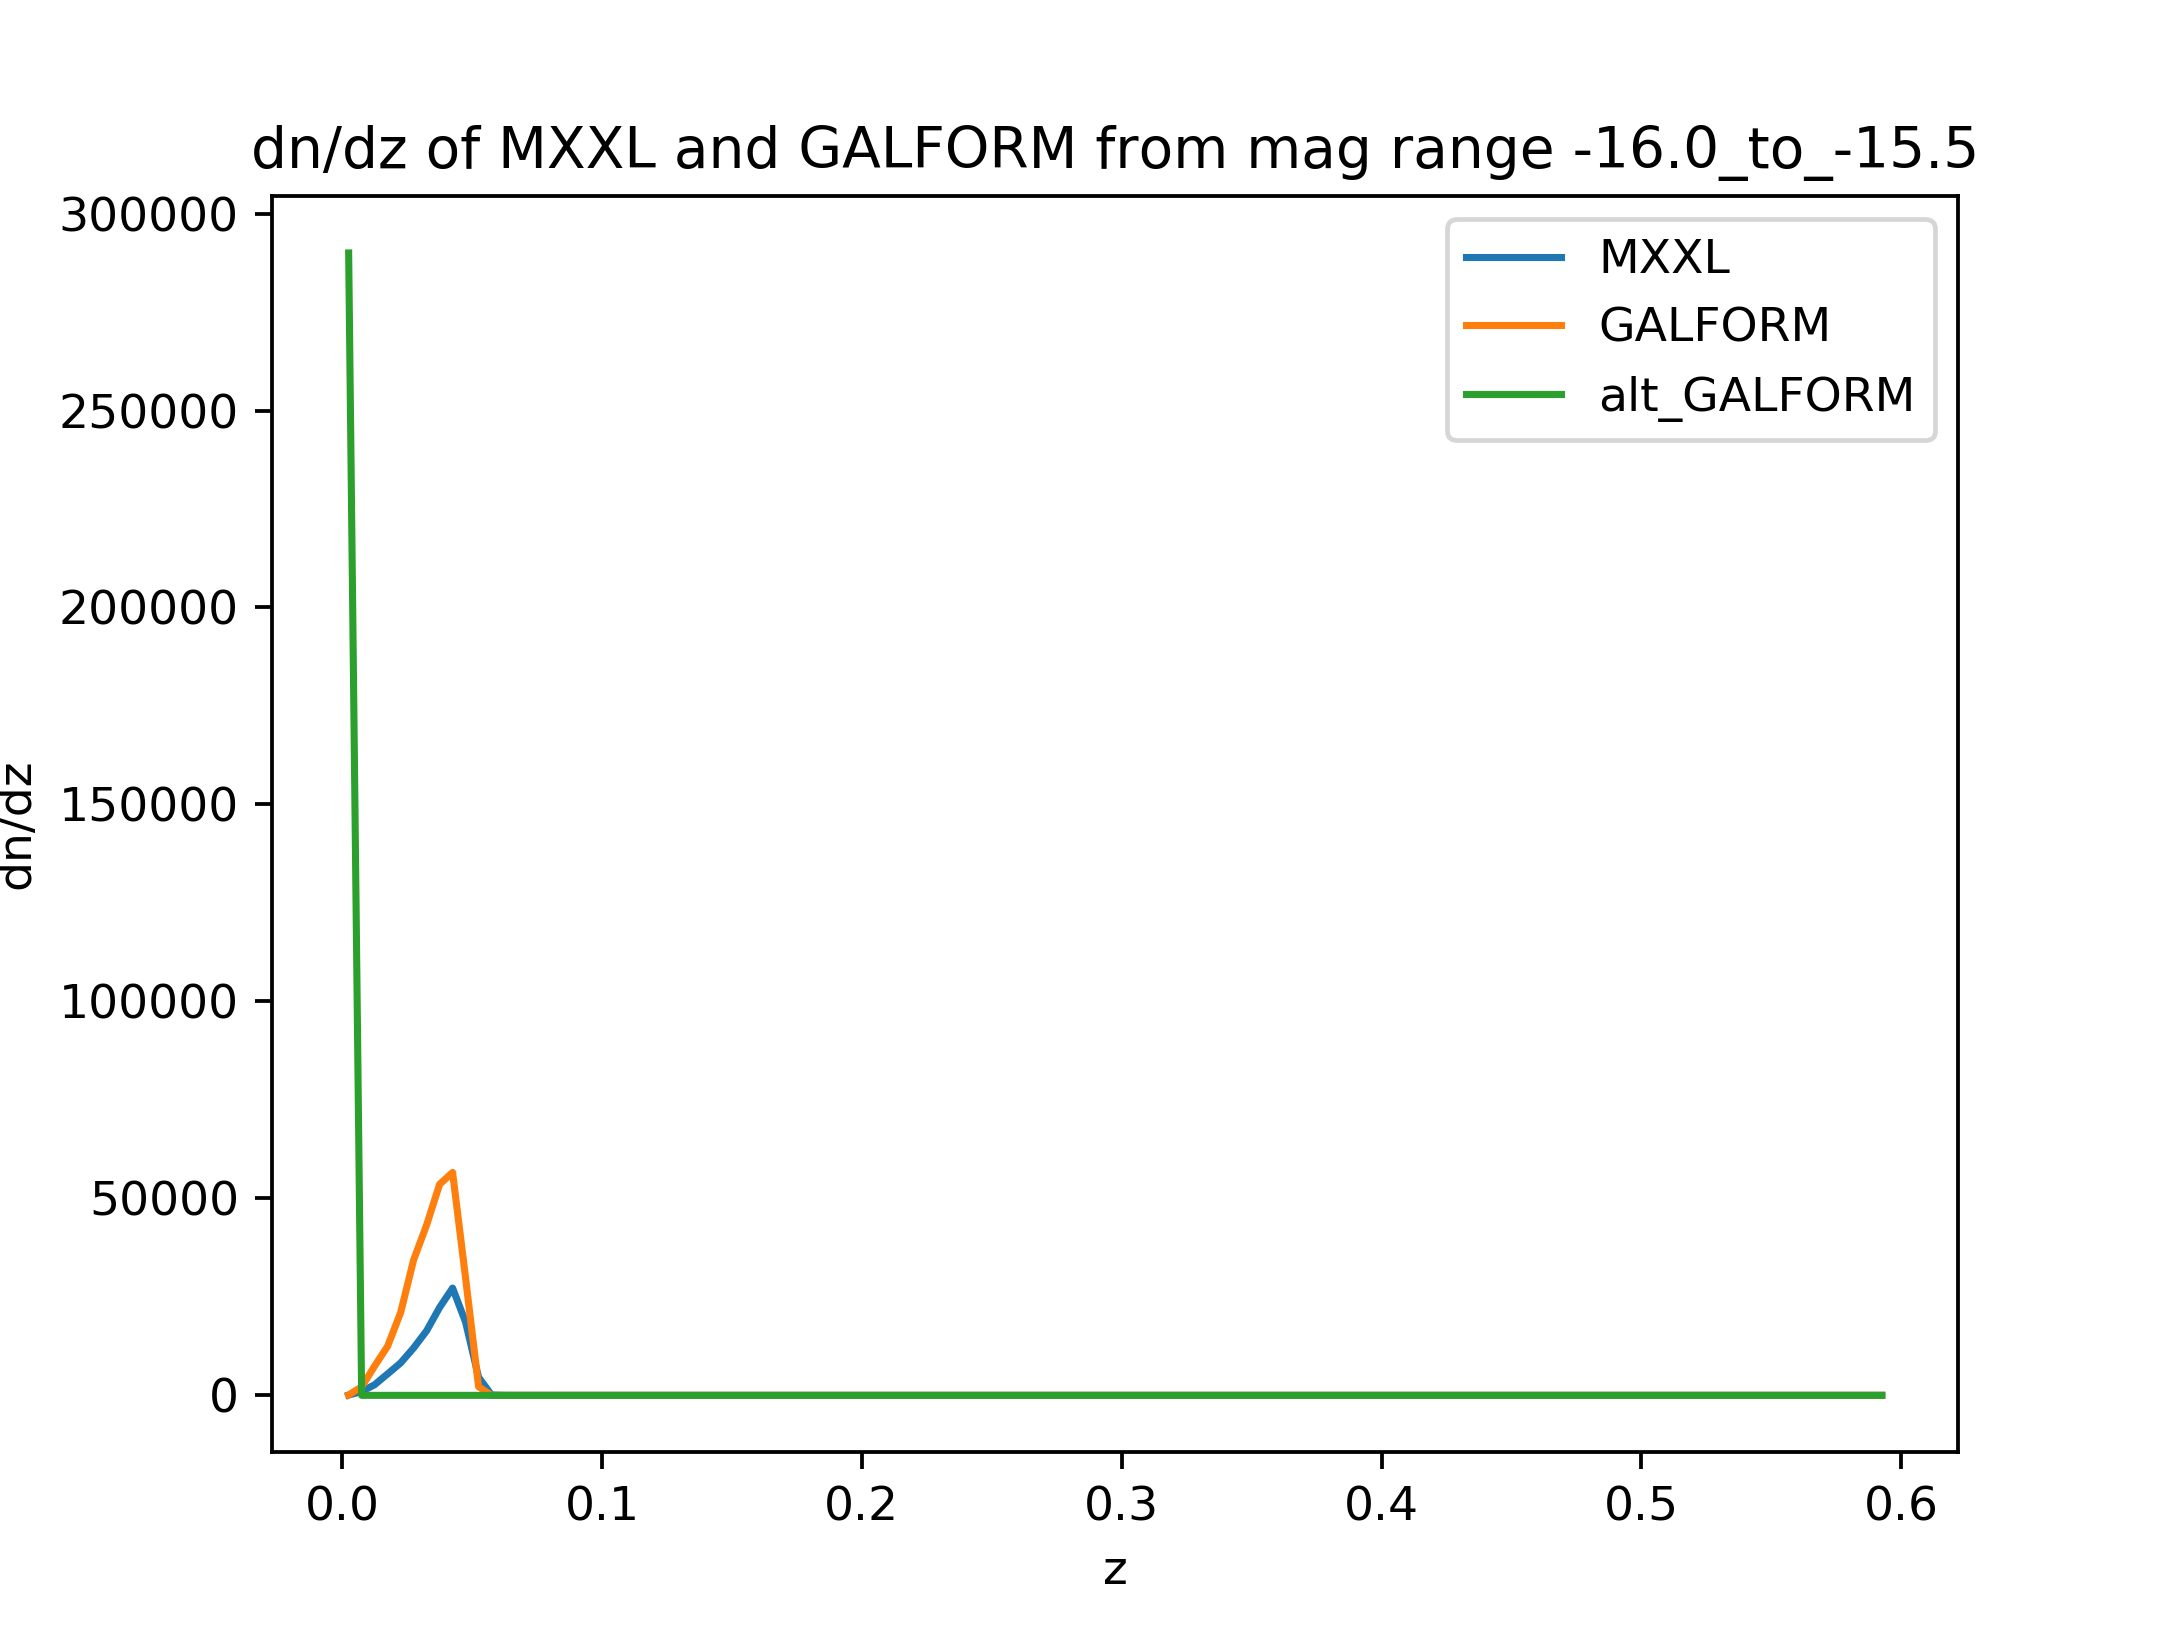 dn/dz of MXXL and GALFORM from mag range -16.0_to_-15.5
300000
250000
200000
150000
100000
50000
0
dn/dz
MXXL
GALFORM
alt_GALFORM
0.0 0.1 0.2 0.3 0.4 0.5 0.6
z